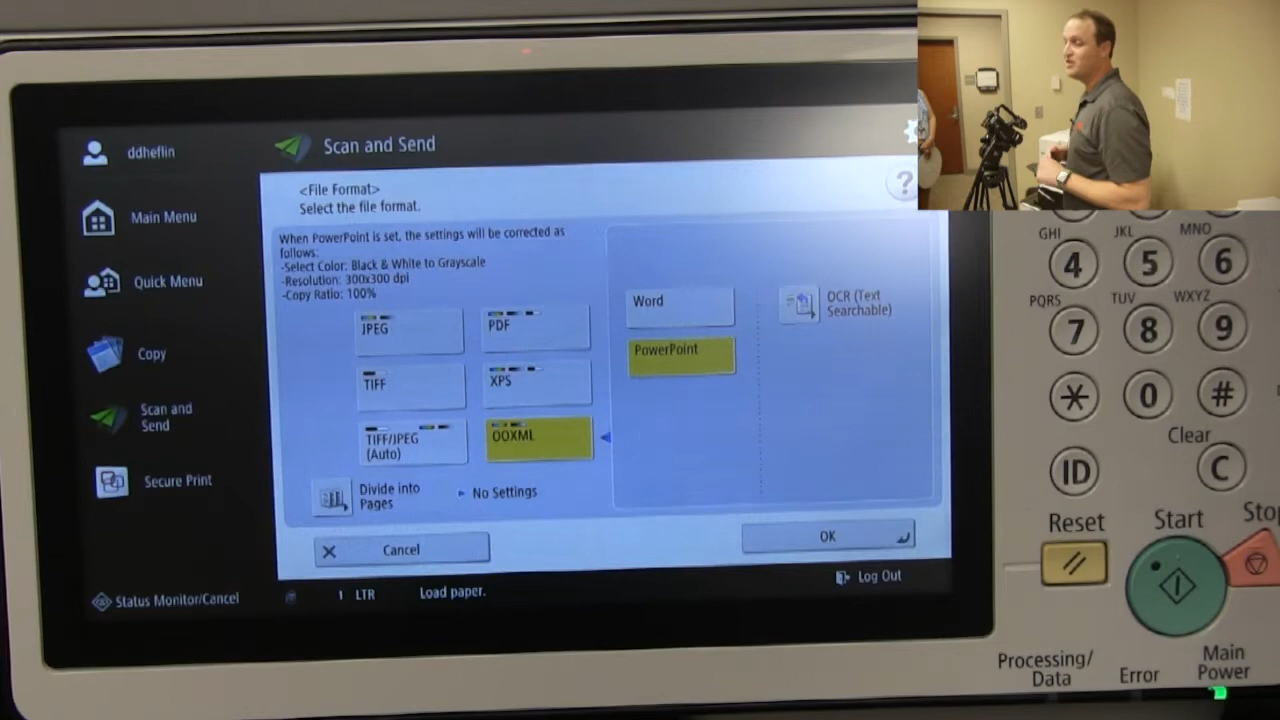 ddheflin
Main Menu
Quick Menu
Copy
Scan and
Send
Secure Print
Status Monitor/Cancel
Scan and Send
<File Format>
Select the file format.
?
When PowerPoint is set, the settings will be corrected as
follows:
-Select Color: Black & White to Grayscale
-Resolution: 300x300 dpi
-Copy Ratio: 100%
JPEG
PDF
TIFF
XPS
TIFF/JPEG
(Auto)
OOXML
Word
PowerPoint
OCR (Text
Searchable)
Divide into
Pages
No Settings
Cancel
OK
Log Out
1 LTR Load paper.
GHI
JKL
MNO
4
5
6
PQRS
TUV
WXYZ
7
8
9
*
0
#
Clear
ID
C
Reset
Start
Stop
Processing/
Data
Error
Main
Power